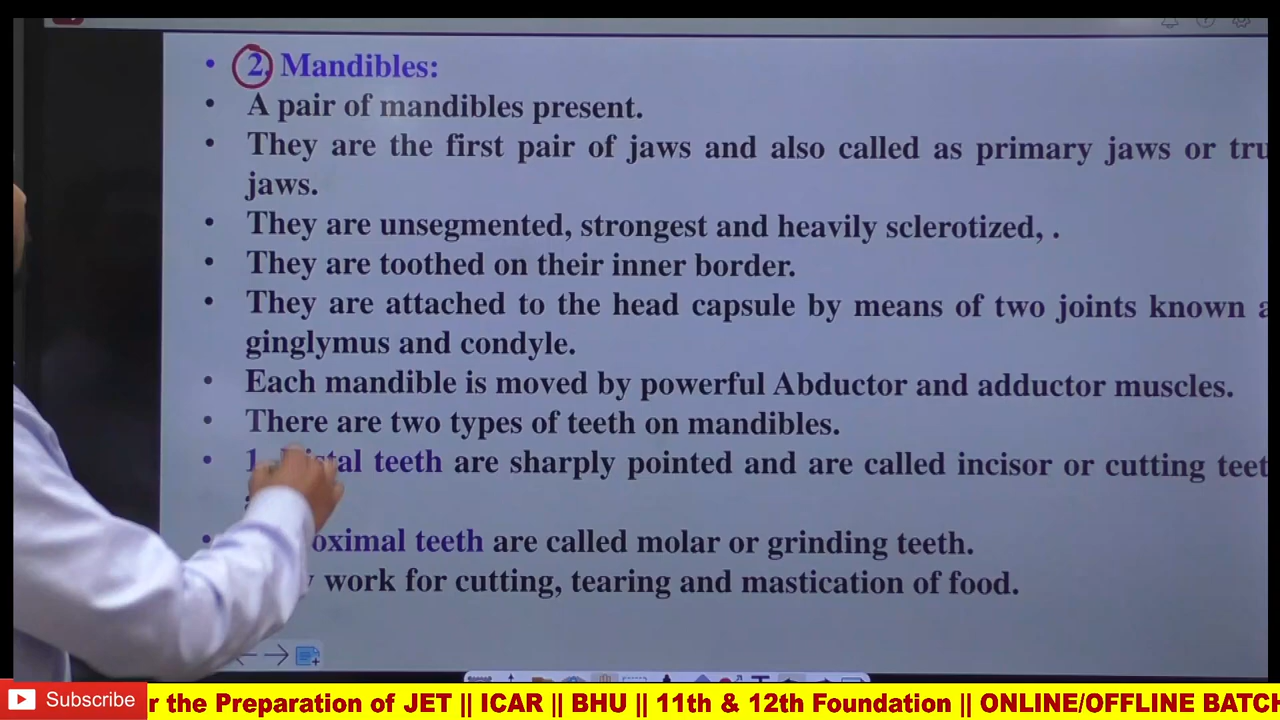 • 2. Mandibles:
• A pair of mandibles present.
• They are the first pair of jaws and also called as primary jaws or tru
jaws.
• They are unsegmented, strongest and heavily sclerotized, .
• They are toothed on their inner border.
• They are attached to the head capsule by means of two joints known a
ginglymus and condyle.
• Each mandible is moved by powerful Abductor and adductor muscles.
• There are two types of teeth on mandibles.
• 1. Distal teeth are sharply pointed and are called incisor or cutting teet
• oximal teeth are called molar or grinding teeth.
y work for cutting, tearing and mastication of food.
Subscribe r the Preparation of JET || ICAR || BHU || 11th & 12th Foundation || ONLINE/OFFLINE BATC